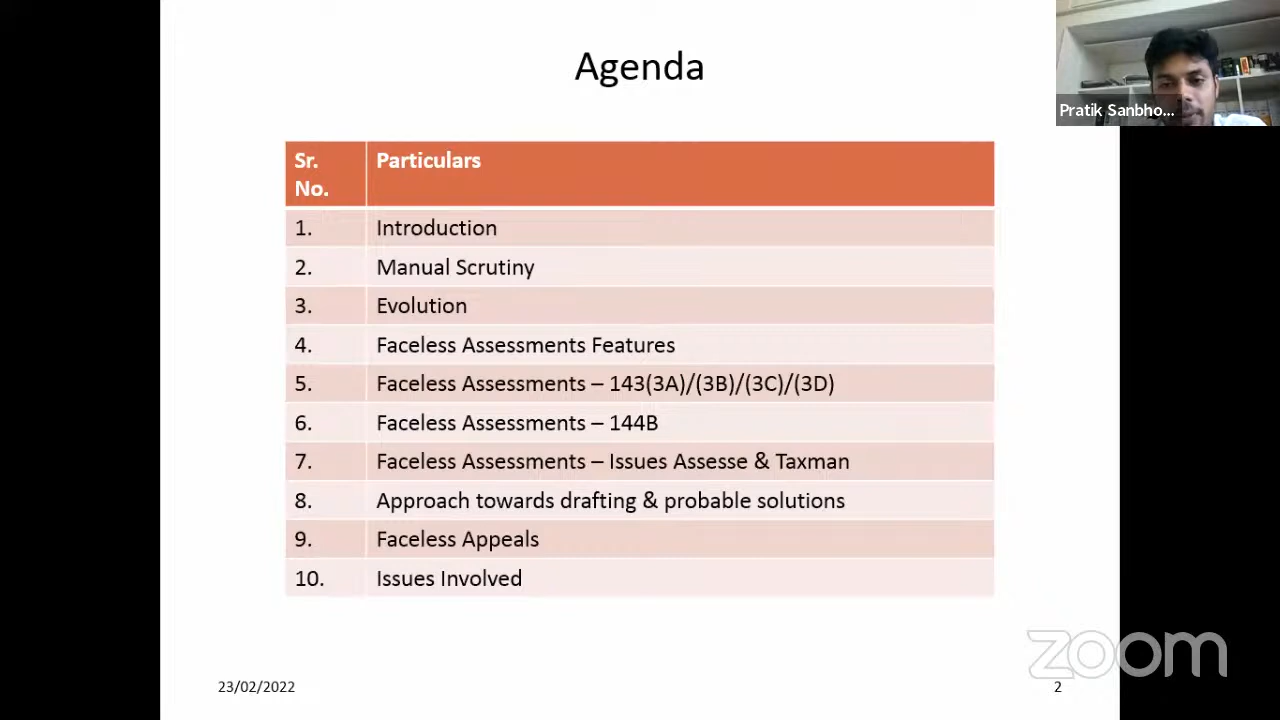 Agenda
Pratik Sanbho...
Sr. No. Particulars
1. Introduction
2. Manual Scrutiny
3. Evolution
4. Faceless Assessments Features
5. Faceless Assessments – 143(3A)/(3B)/(3C)/(3D)
6. Faceless Assessments – 144B
7. Faceless Assessments – Issues Assesse & Taxman
8. Approach towards drafting & probable solutions
9. Faceless Appeals
10. Issues Involved
zoom
23/02/2022 2